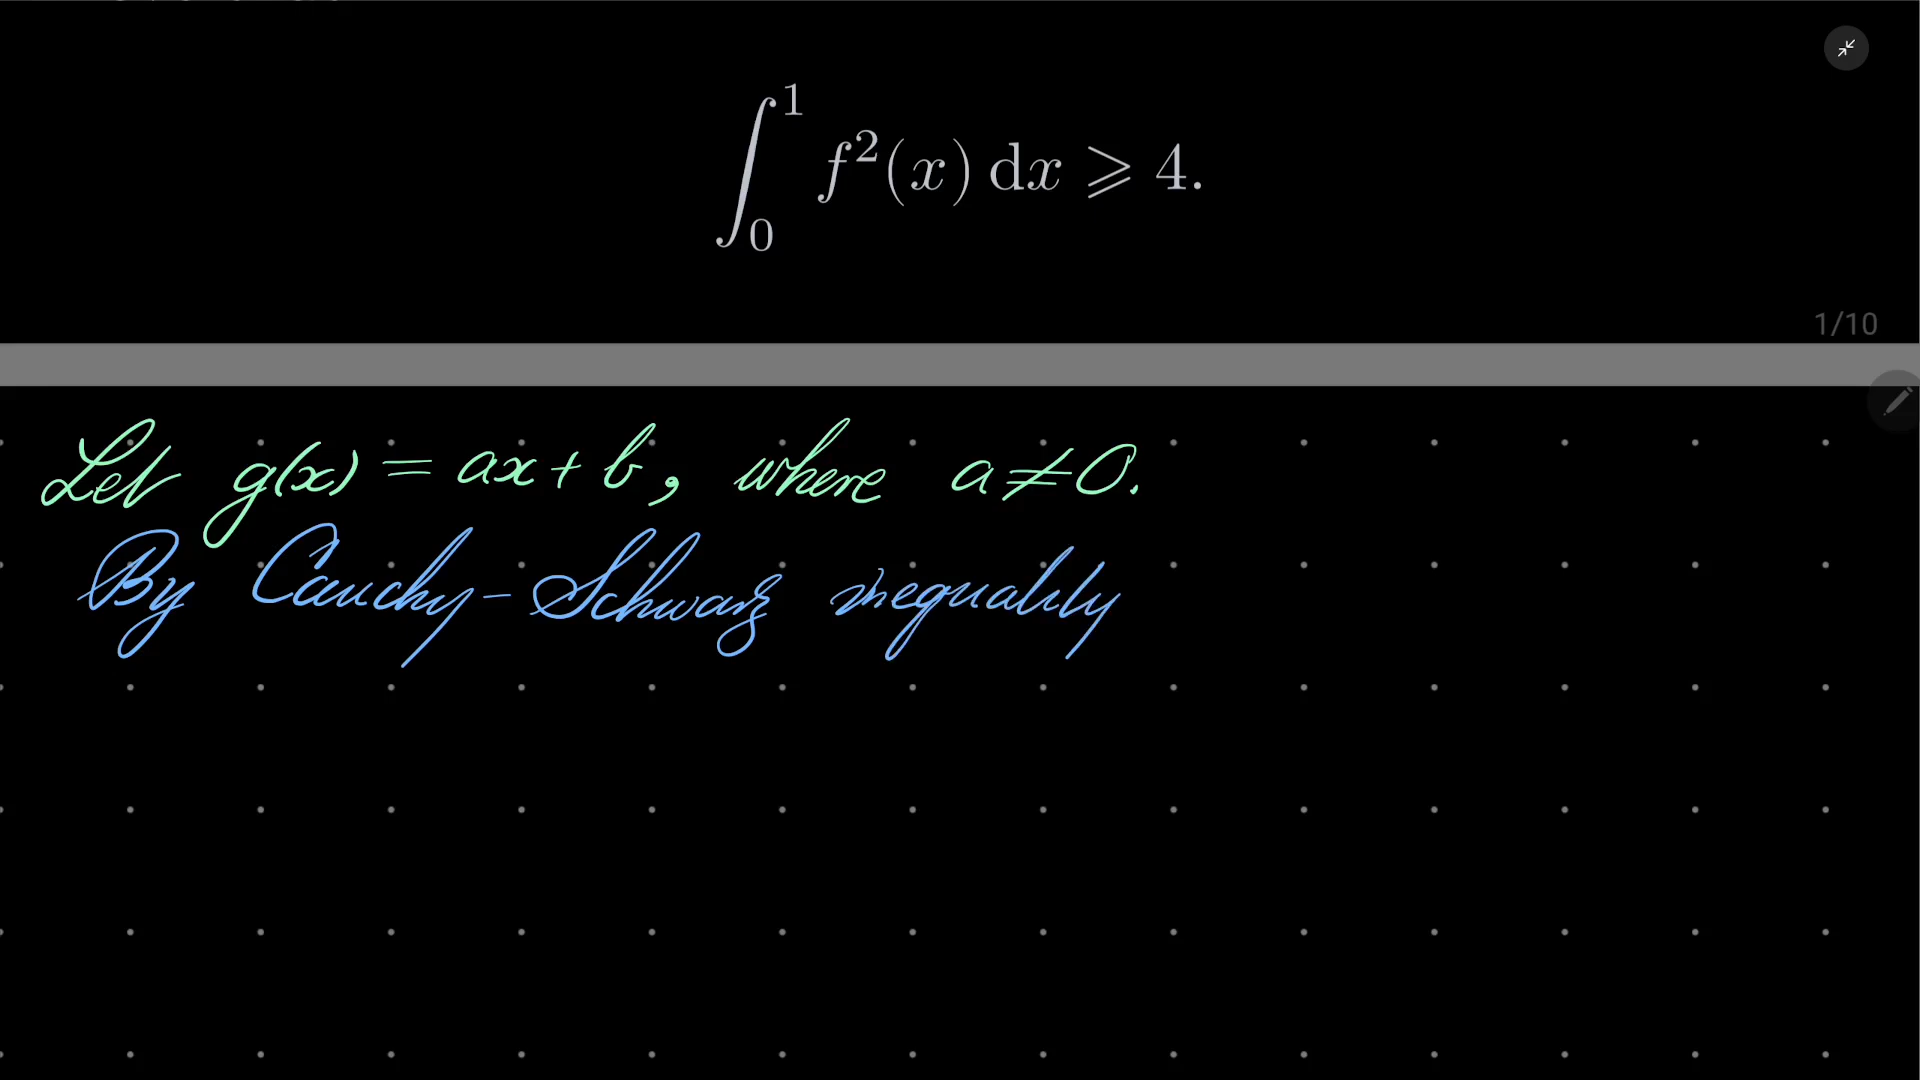 ∫₀¹ f²(x) dx ⩾ 4.
1/10
Let g(x) = ax + b, where a ≠ 0.
By Cauchy-Schwarz inequality